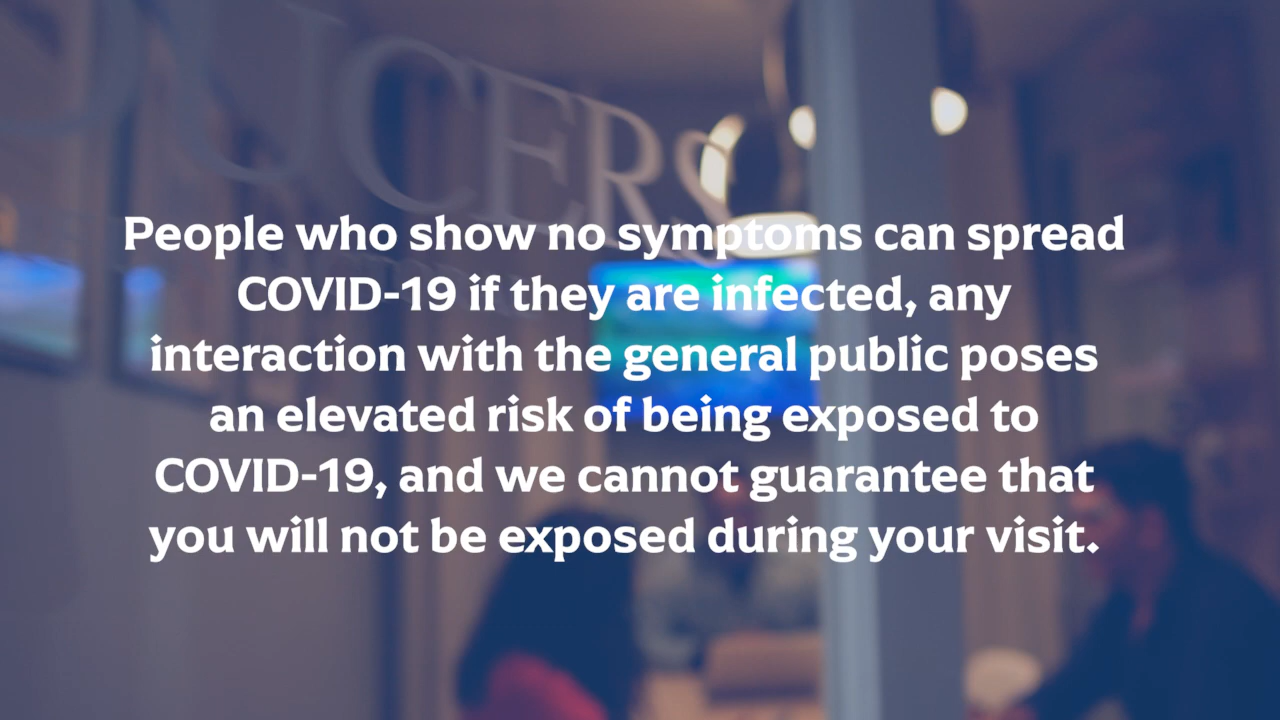 UCERS
People who show no symptoms can spread
COVID-19 if they are infected, any
interaction with the general public poses
an elevated risk of being exposed to
COVID-19, and we cannot guarantee that
you will not be exposed during your visit.